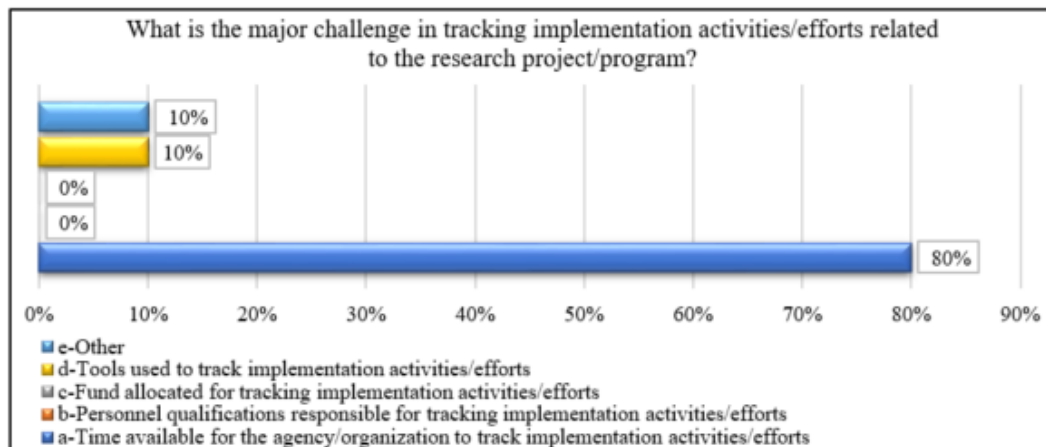 What is the major challenge in tracking implementation activities/efforts related
to the research project/program?
10%
10%
0%
0%
80%
0% 10% 20% 30% 40% 50% 60% 70% 80% 90%
e-Other
d-Tools used to track implementation activities/efforts
c-Fund allocated for tracking implementation activities/efforts
b-Personnel qualifications responsible for tracking implementation activities/efforts
a-Time available for the agency/organization to track implementation activities/efforts